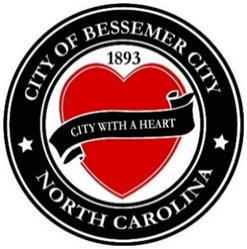 CITY OF BESSEMER CITY
1893
CITY WITH A HEART
NORTH CAROLINA